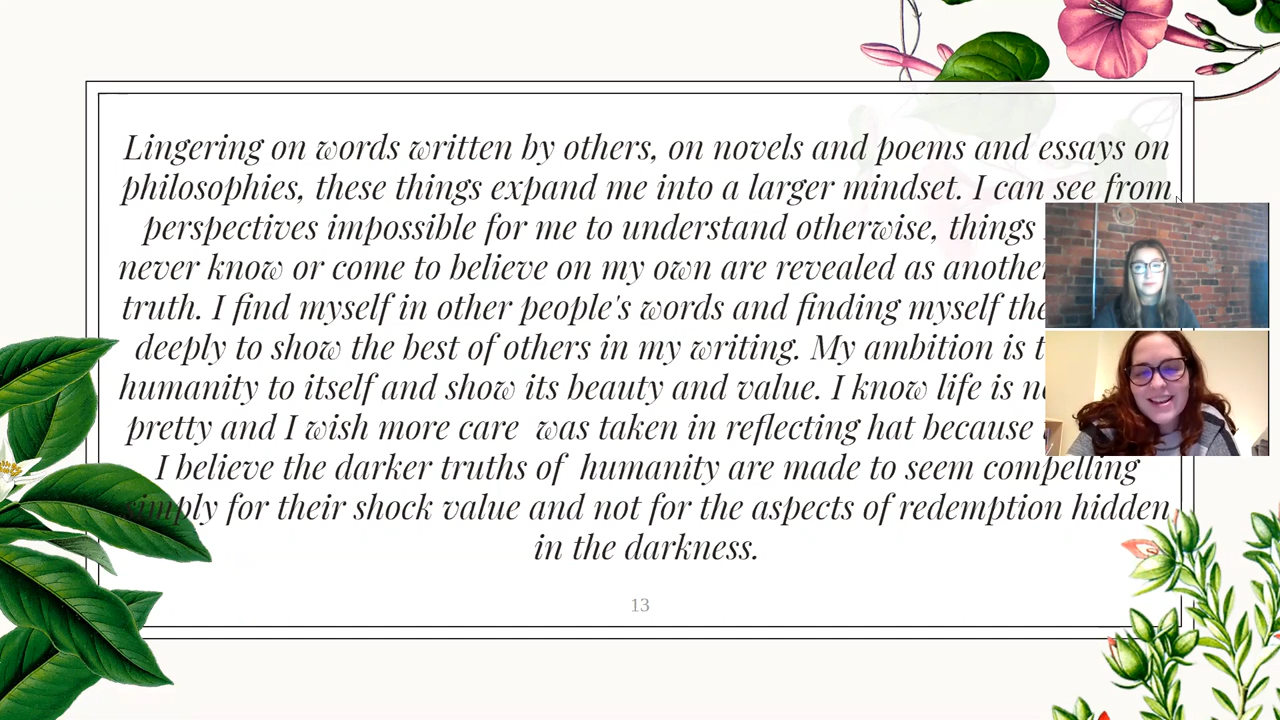 Lingering on words written by others, on novels and poems and essays on
philosophies, these things expand me into a larger mindset. I can see from
perspectives impossible for me to understand otherwise, things
never know or come to believe on my own are revealed as another
truth. I find myself in other people's words and finding myself
deeply to show the best of others in my writing. My ambition is
humanity to itself and show its beauty and value. I know life is
pretty and I wish more care was taken in reflecting hat because
I believe the darker truths of humanity are made to seem compelling
simply for their shock value and not for the aspects of redemption hidden
in the darkness.
13